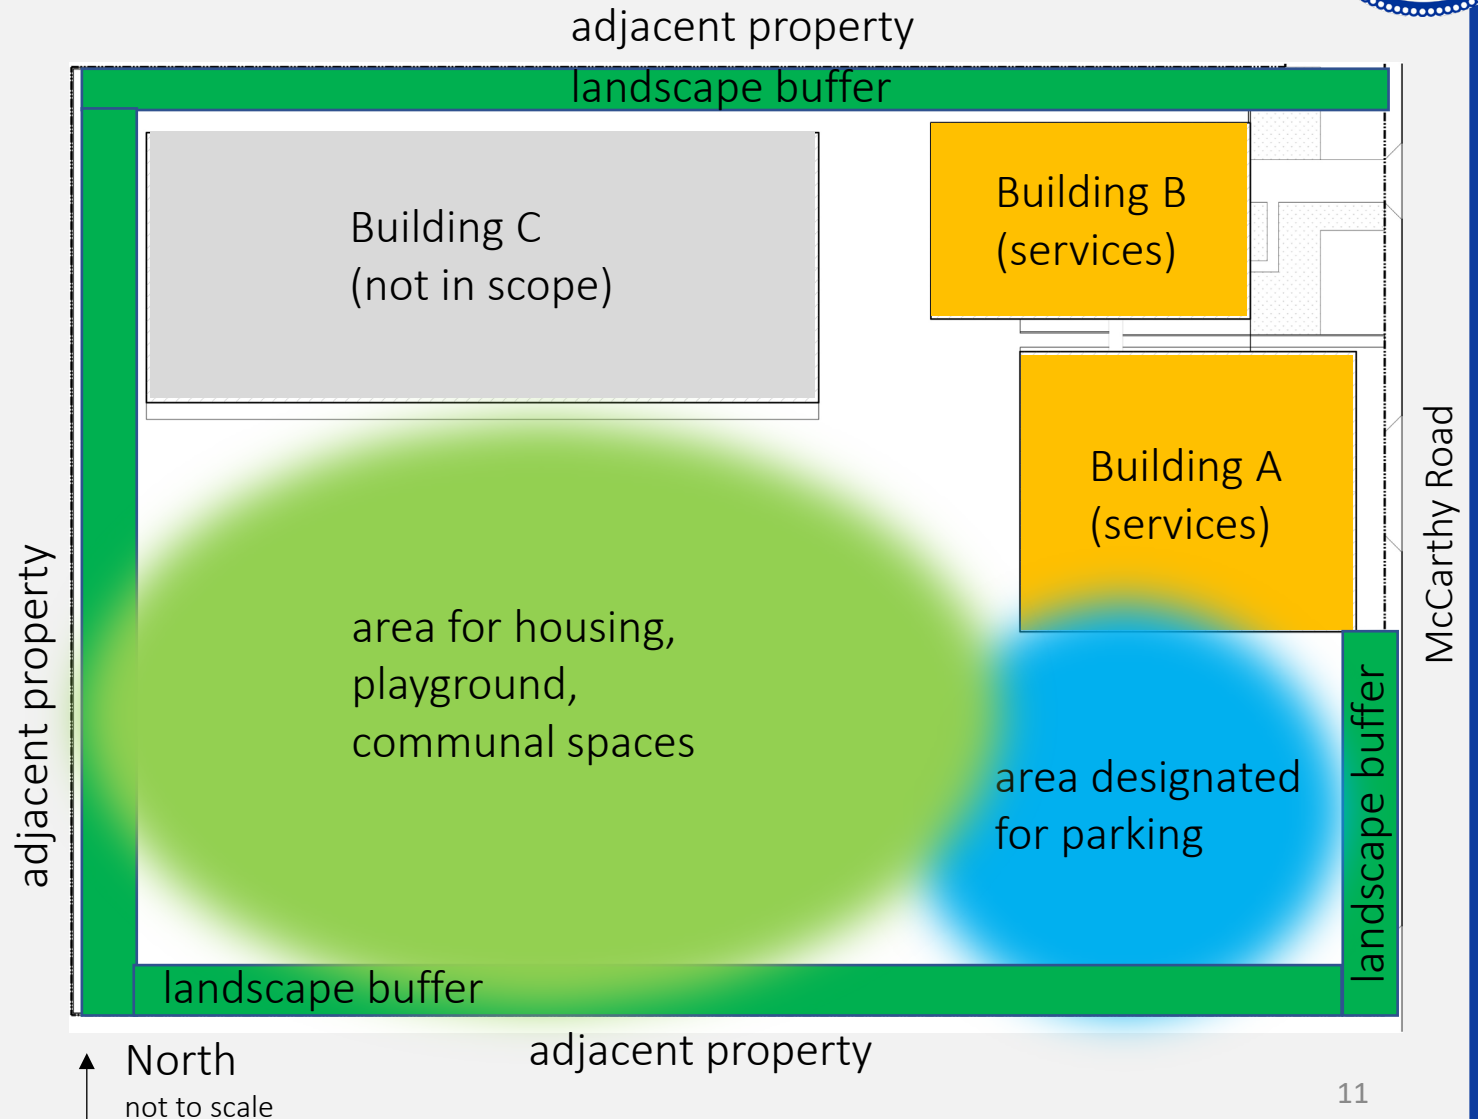 adjacent property
landscape buffer
Building C
(not in scope)
Building B
(services)
Building A
(services)
McCarthy Road
adjacent property
area for housing,
playground,
communal spaces
area designated
for parking
landscape buffer
landscape buffer
adjacent property
North
not to scale
11